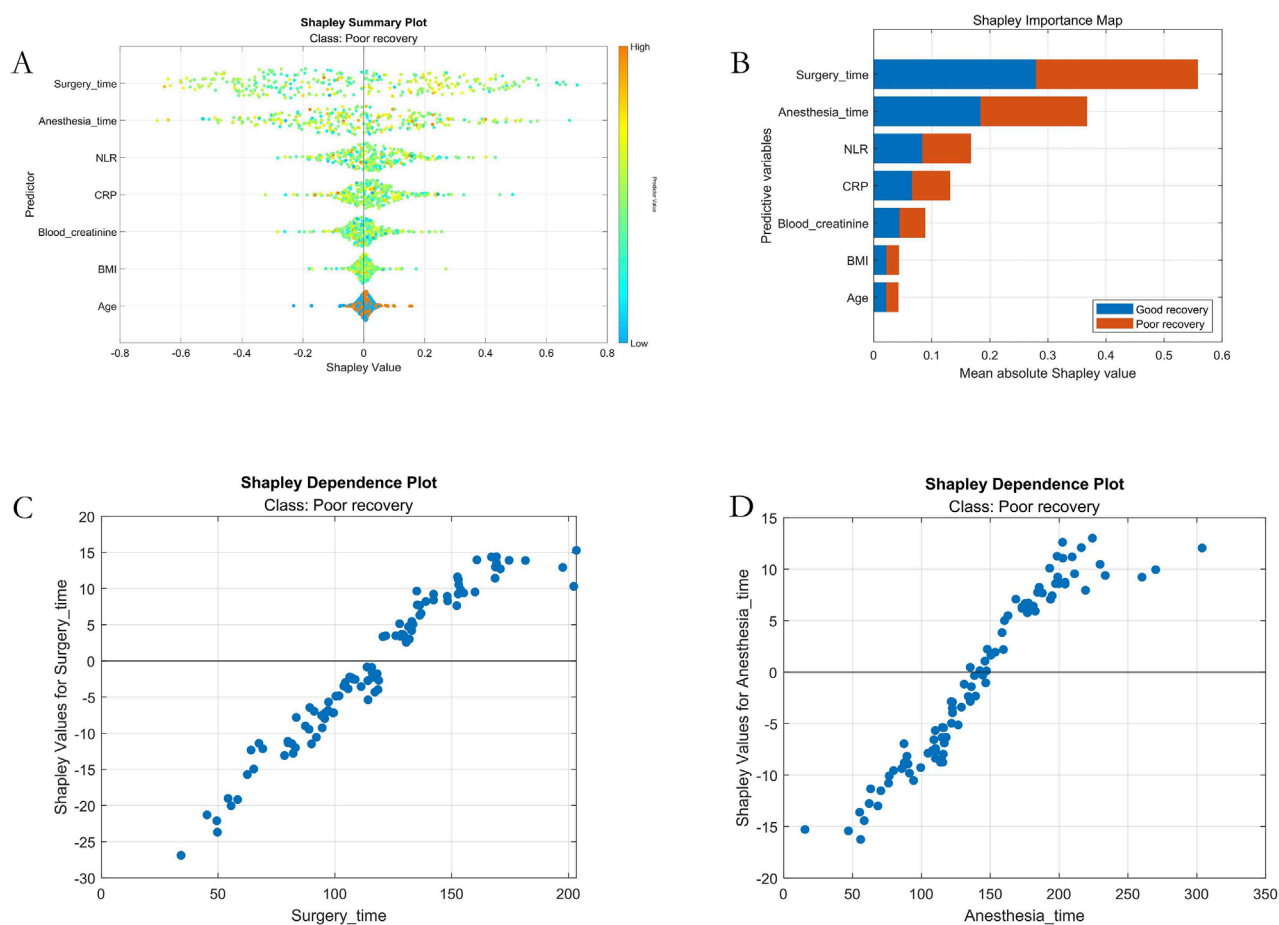 A
Shapley Summary Plot
Class: Poor recovery
Predictor
Surgery_time
Anesthesia_time
NLR
CRP
Blood_creatinine
BMI
Age
-0.8 -0.6 -0.4 -0.2 0 0.2 0.4 0.6 0.8
Shapley Value
High
Predictor Value
Low
B
Shapley Importance Map
Predictive variables
Surgery_time
Anesthesia_time
NLR
CRP
Blood_creatinine
BMI
Age
Good recovery
Poor recovery
0 0.1 0.2 0.3 0.4 0.5 0.6
Mean absolute Shapley value
C
Shapley Dependence Plot
Class: Poor recovery
Shapley Values for Surgery_time
20
15
10
5
0
-5
-10
-15
-20
-25
-30
0 50 100 150 200
Surgery_time
D
Shapley Dependence Plot
Class: Poor recovery
Shapley Values for Anesthesia_time
15
10
5
0
-5
-10
-15
-20
0 50 100 150 200 250 300 350
Anesthesia_time